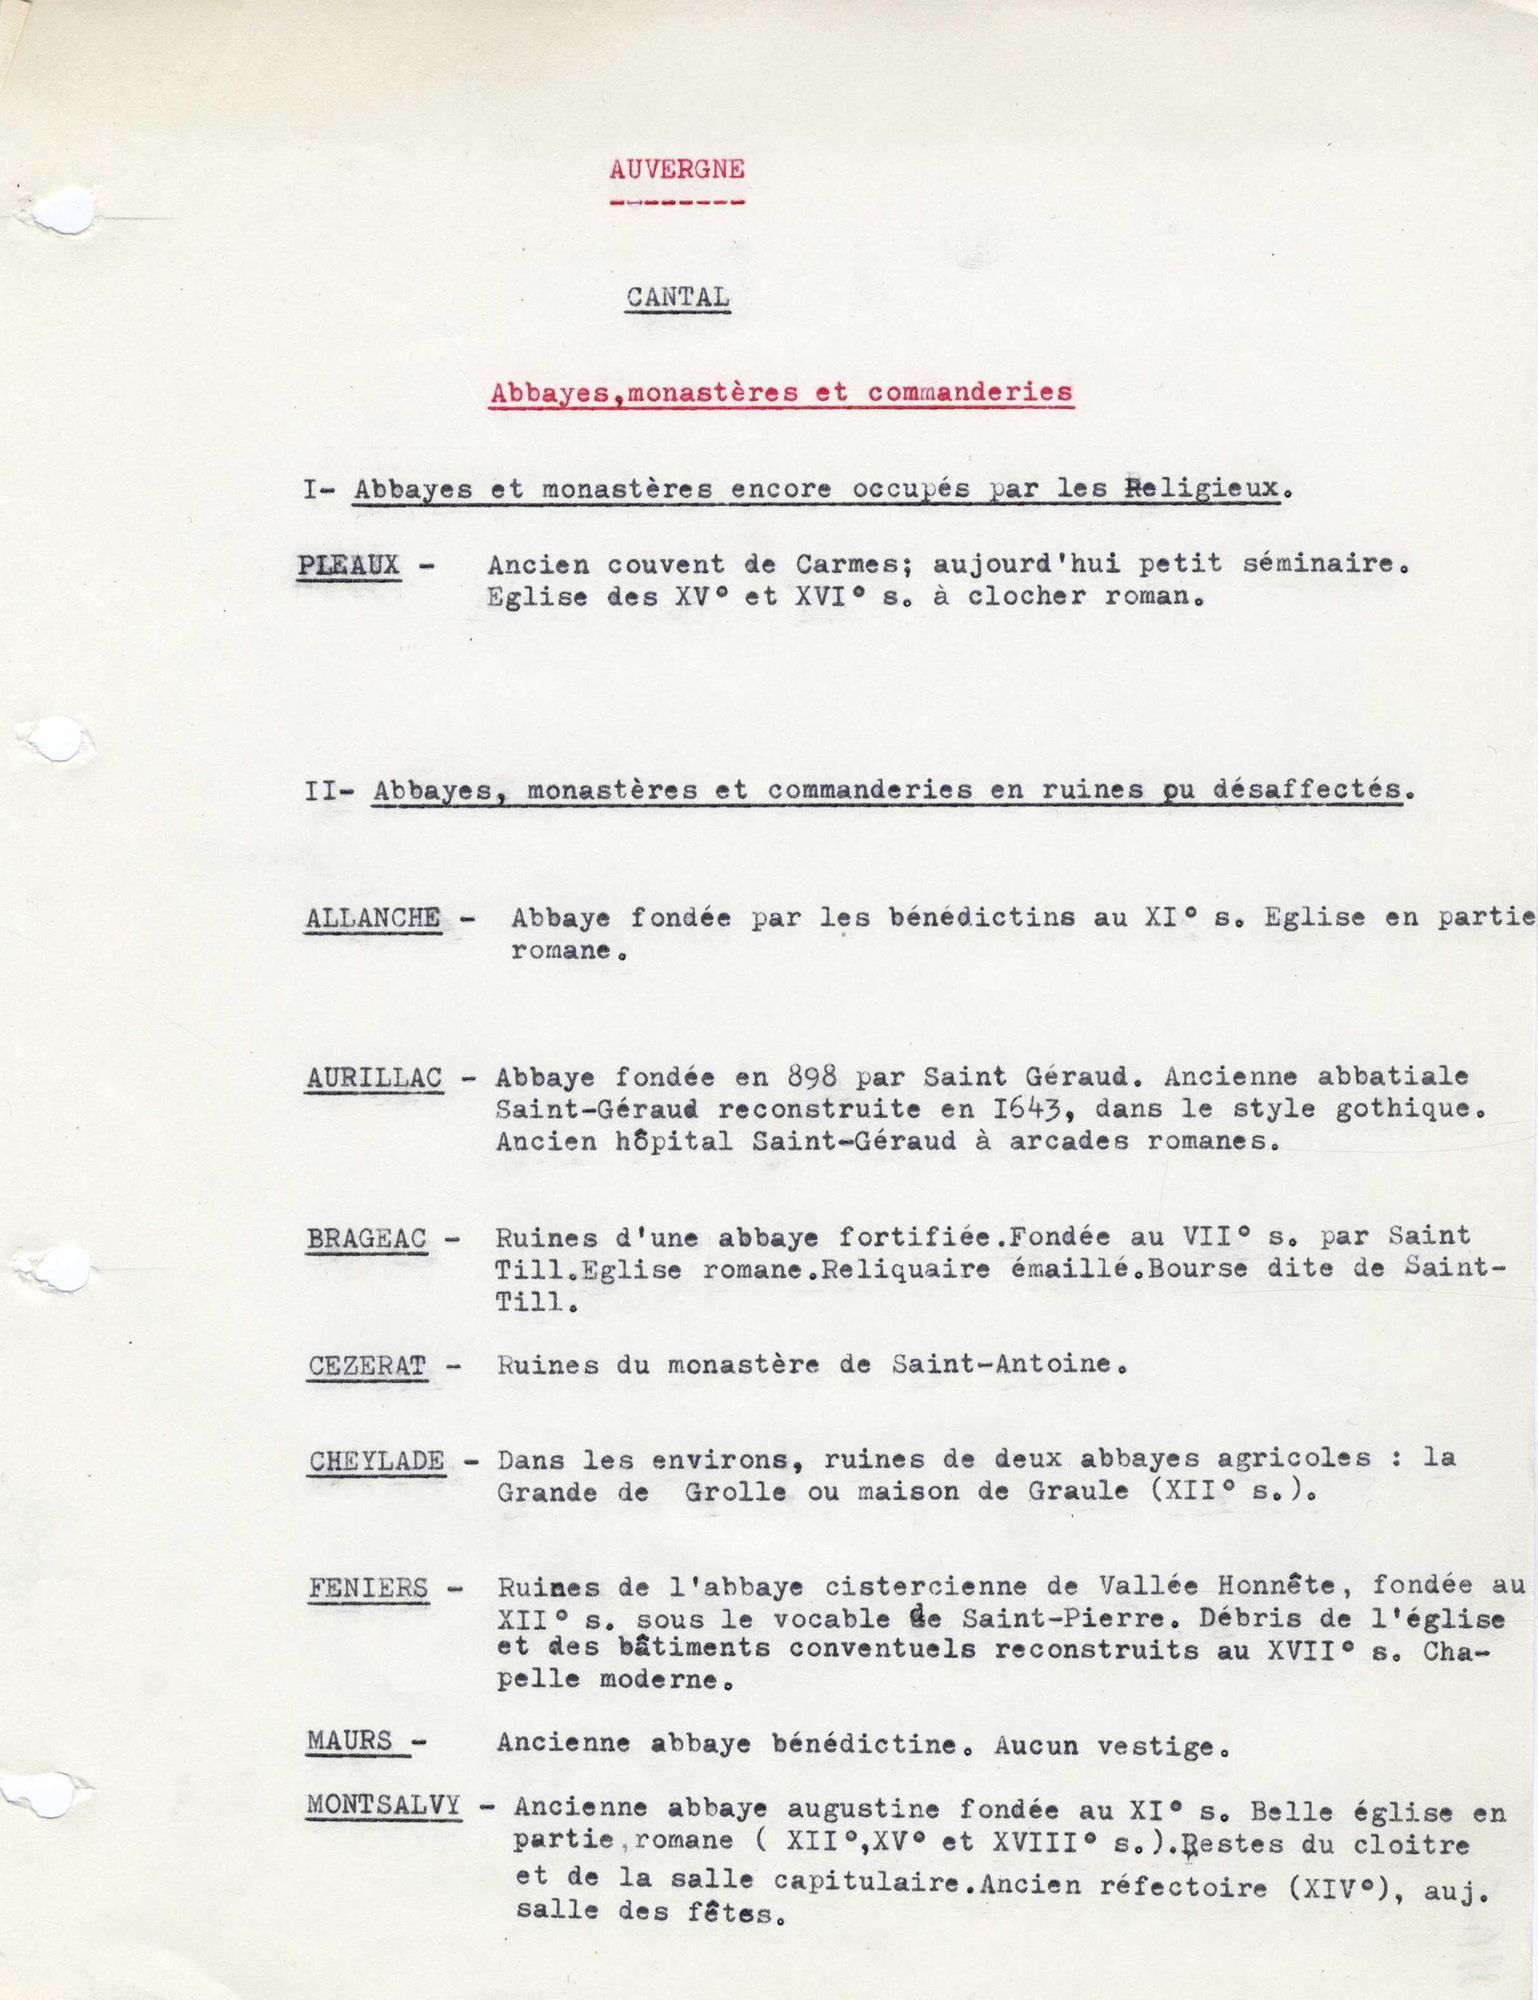 AUVERGNE
--------
CANTAL
Abbayes,monastères et commanderies
I- Abbayes et monastères encore occupés par les Religieux.
PLEAUX - Ancien couvent de Carmes; aujourd'hui petit séminaire.
Eglise des XV° et XVI° s. à clocher roman.
II- Abbayes, monastères et commanderies en ruines ou désaffectés.
ALLANCHE - Abbaye fondée par les bénédictins au XI° s. Eglise en partie
romane.
AURILLAC - Abbaye fondée en 898 par Saint Géraud. Ancienne abbatiale
Saint-Géraud reconstruite en I643, dans le style gothique.
Ancien hôpital Saint-Géraud à arcades romanes.
BRAGEAC - Ruines d'une abbaye fortifiée.Fondée au VII° s. par Saint
Till.Eglise romane.Reliquaire émaillé.Bourse dite de Saint-
Till.
CEZERAT - Ruines du monastère de Saint-Antoine.
CHEYLADE - Dans les environs, ruines de deux abbayes agricoles : la
Grande de Grolle ou maison de Graule (XII° s.).
FENIERS - Ruines de l'abbaye cistercienne de Vallée Honnête, fondée au
XII° s. sous le vocable de Saint-Pierre. Débris de l'église
et des bâtiments conventuels reconstruits au XVII° s. Cha-
pelle moderne.
MAURS - Ancienne abbaye bénédictine. Aucun vestige.
MONTSALVY - Ancienne abbaye augustine fondée au XI° s. Belle église en
partie,romane ( XII°,XV° et XVIII° s.).Restes du cloitre
et de la salle capitulaire.Ancien réfectoire (XIV°), auj.
salle des fêtes.